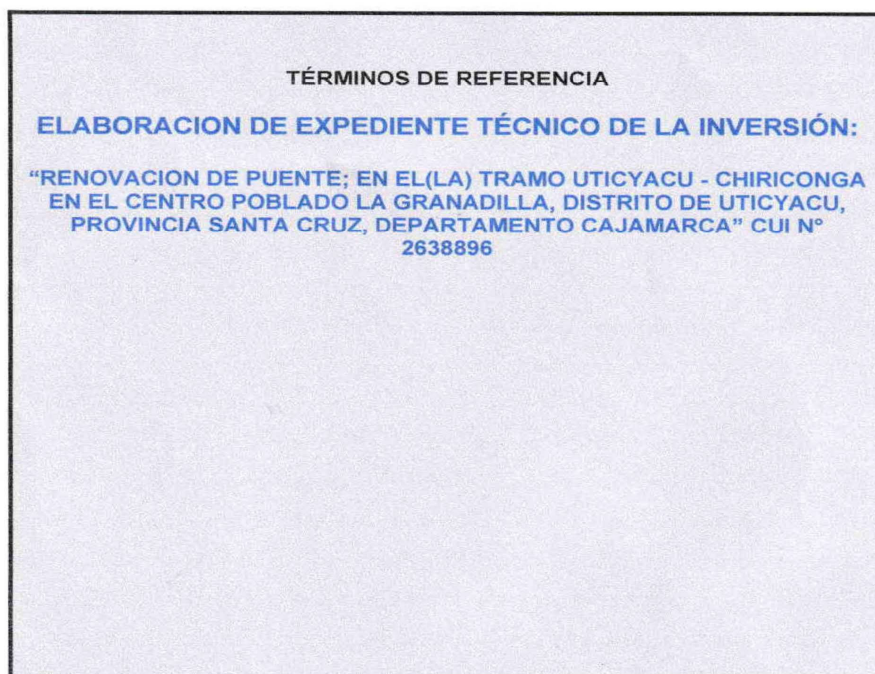 TÉRMINOS DE REFERENCIA
ELABORACION DE EXPEDIENTE TÉCNICO DE LA INVERSIÓN:
“RENOVACION DE PUENTE; EN EL(LA) TRAMO UTICYACU - CHIRICONGA
EN EL CENTRO POBLADO LA GRANADILLA, DISTRITO DE UTICYACU,
PROVINCIA SANTA CRUZ, DEPARTAMENTO CAJAMARCA” CUI N°
2638896